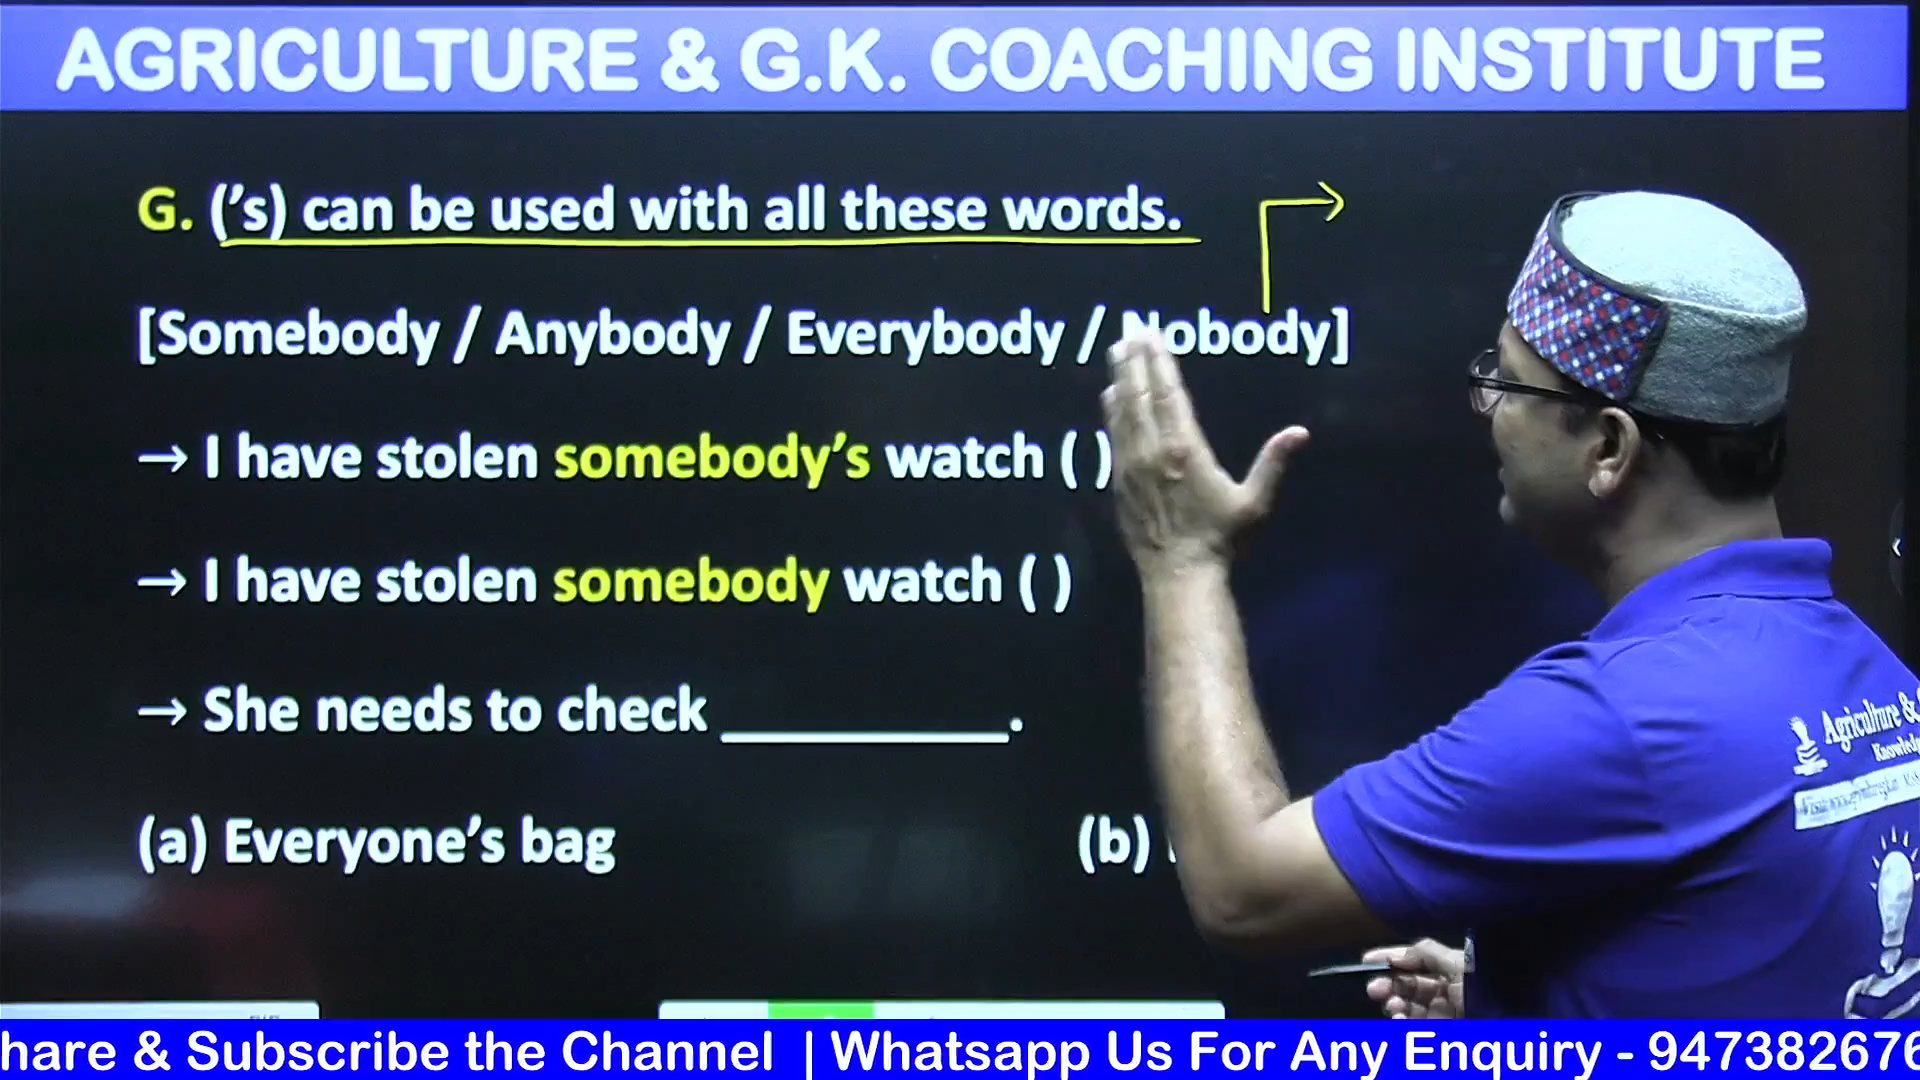 AGRICULTURE & G.K. COACHING INSTITUTE
G. (’s) can be used with all these words.
[Somebody / Anybody / Everybody / Nobody]
→ I have stolen somebody’s watch ( )
→ I have stolen somebody watch ( )
→ She needs to check __________.
(a) Everyone’s bag
(b)
Agriculture &
hare & Subscribe the Channel | Whatsapp Us For Any Enquiry - 947382676